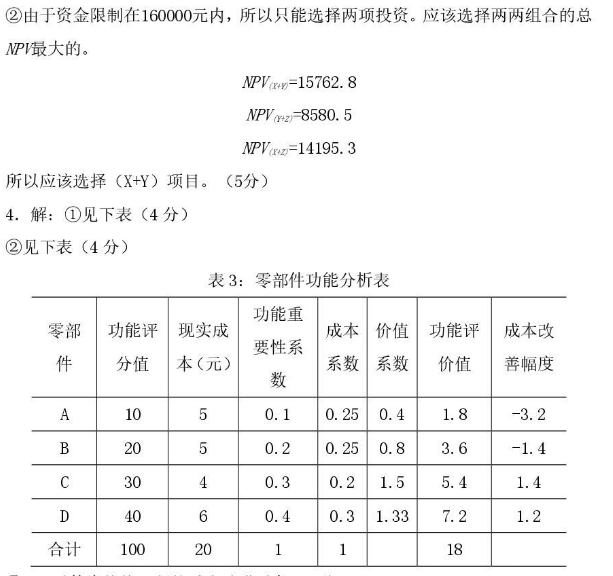 ②由于资金限制在160000元内，所以只能选择两项投资。应该选择两两组合的总
NPV最大的。
NPV(X+Y)=15762.8
NPV(Y+Z)=8580.5
NPV(X+Z)=14195.3
所以应该选择（X+Y）项目。（5分）
4．解：①见下表（4 分）
②见下表（4 分）
表 3：零部件功能分析表
零部件 功能评分值 现实成本（元） 功能重要性系数 成本系数 价值系数 功能评价值 成本改善幅度
A 10 5 0.1 0.25 0.4 1.8 -3.2
B 20 5 0.2 0.25 0.8 3.6 -1.4
C 30 4 0.3 0.2 1.5 5.4 1.4
D 40 6 0.4 0.3 1.33 7.2 1.2
合计 100 20 1 1 18